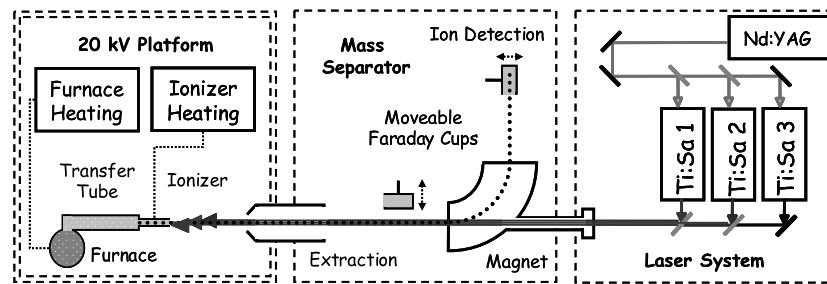 20 kV Platform
Furnace
Heating
Ionizer
Heating
Transfer
Tube
Ionizer
Furnace
Mass
Separator
Ion Detection
Moveable
Faraday Cups
Extraction
Magnet
Nd:YAG
Ti:Sa 1
Ti:Sa 2
Ti:Sa 3
Laser System